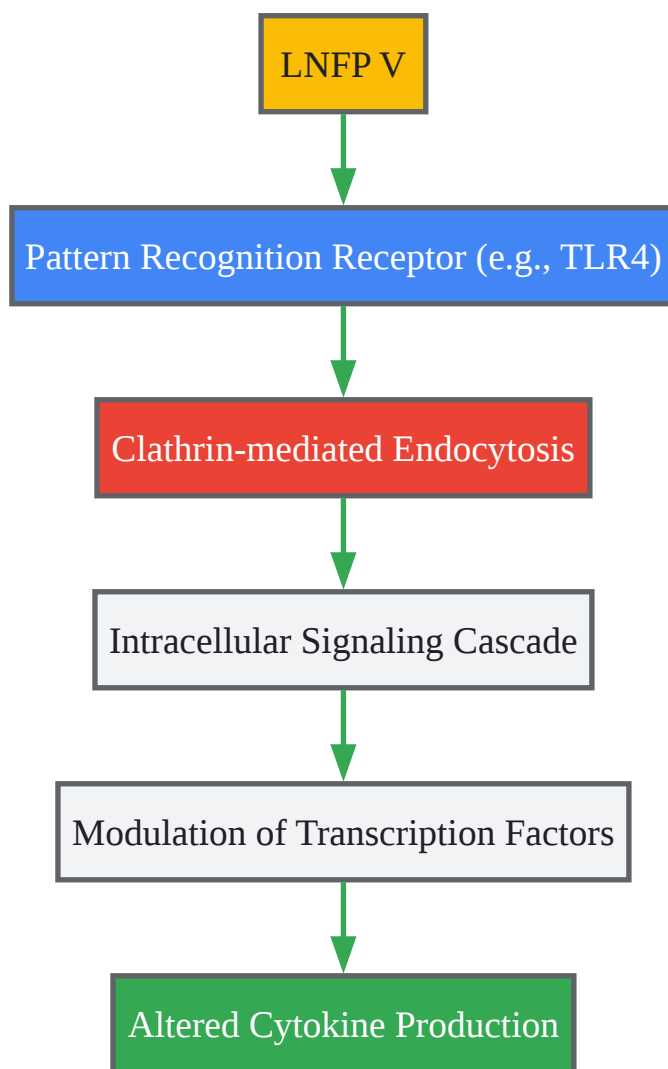 LNFP V
Pattern Recognition Receptor (e.g., TLR4)
Clathrin-mediated Endocytosis
Intracellular Signaling Cascade
Modulation of Transcription Factors
Altered Cytokine Production